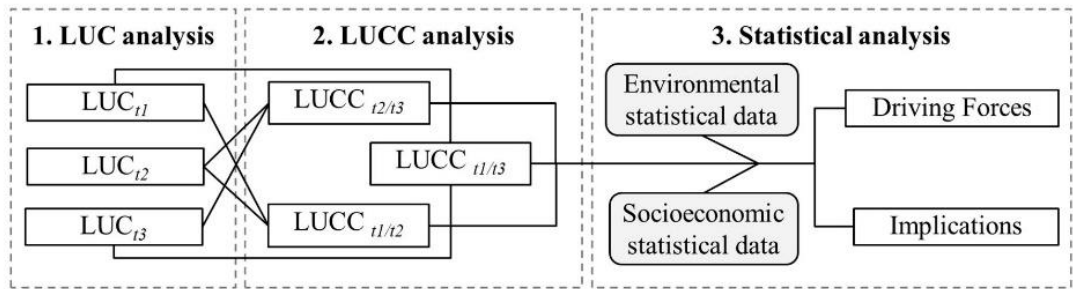 1. LUC analysis
LUCt1
LUCt2
LUCt3
2. LUCC analysis
LUCC t2/t3
LUCC t1/t3
LUCC t1/t2
3. Statistical analysis
Environmental
statistical data
Socioeconomic
statistical data
Driving Forces
Implications